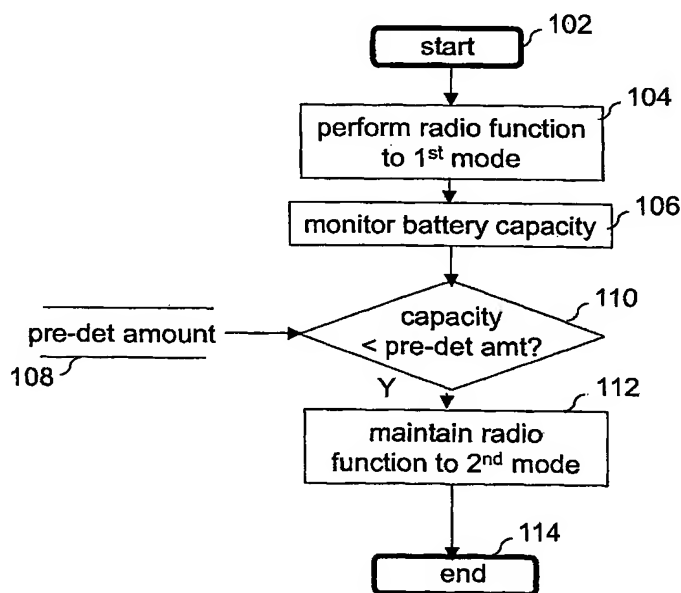 start
102
104
perform radio function
to 1st mode
monitor battery capacity
106
110
capacity
< pre-det amt?
pre-det amount
108
Y
112
maintain radio
function to 2nd mode
114
end